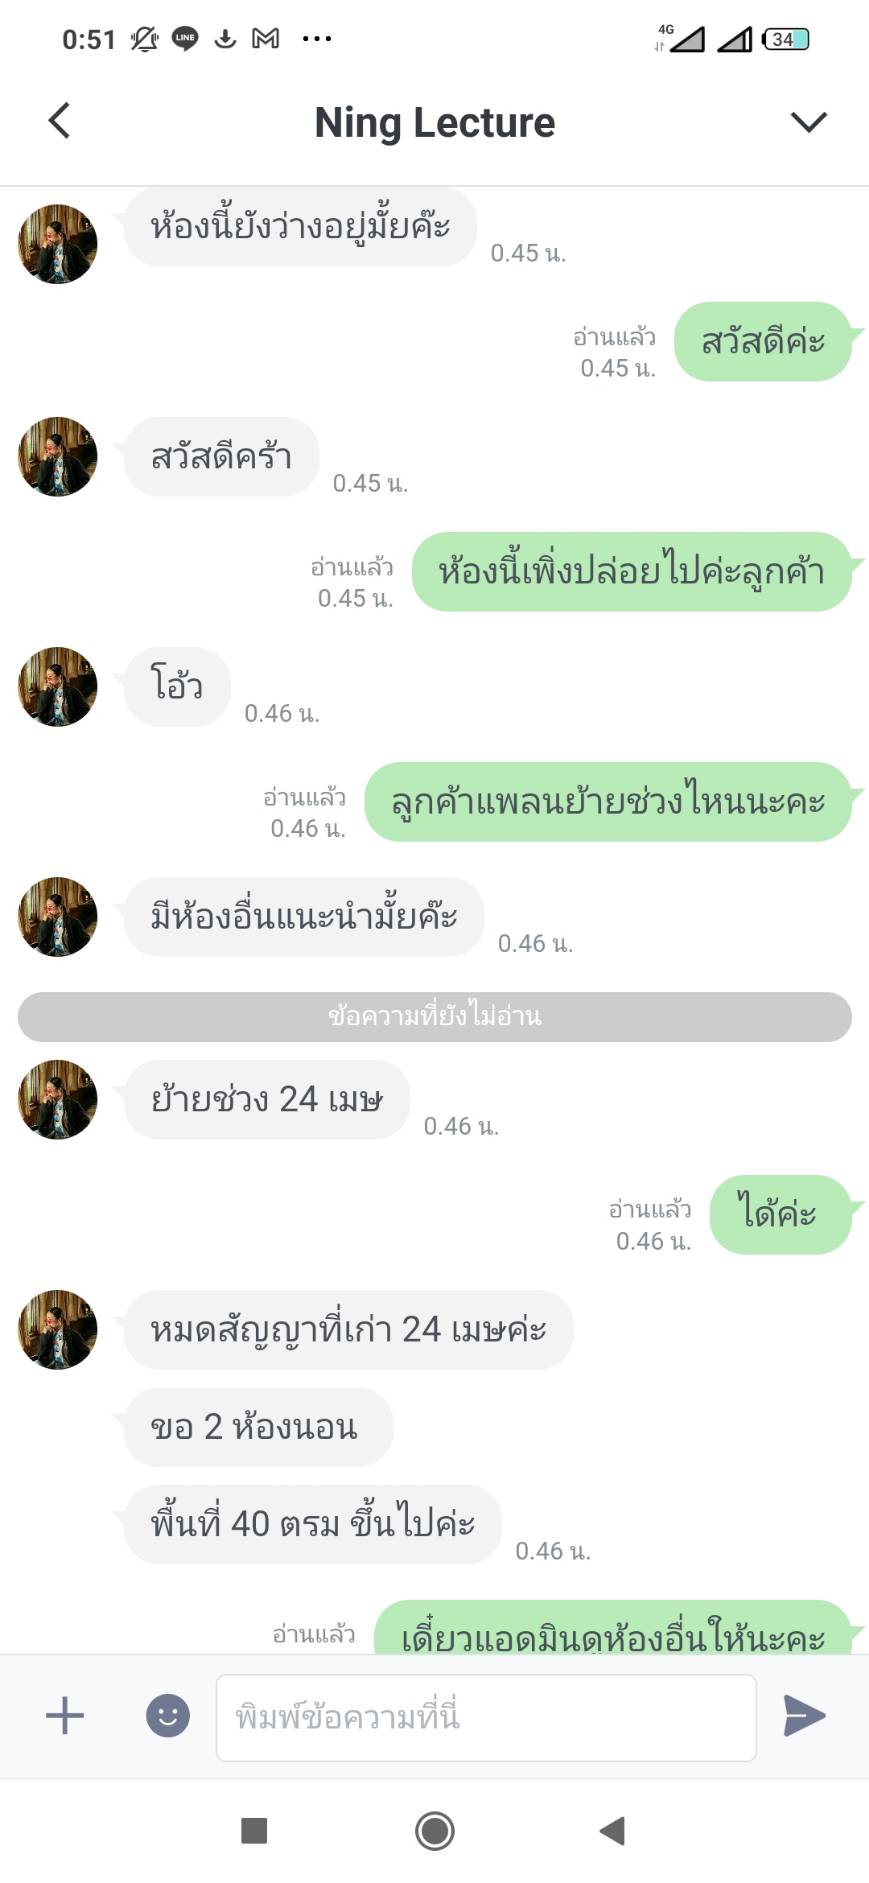 0:51 LINE 4G 34
Ning Lecture
ห้องนี้ยังว่างอยู่มั้ยค๊ะ
0.45 น.
สวัสดีค่ะ
อ่านแล้ว
0.45 น.
สวัสดีคร้า
0.45 น.
ห้องนี้เพิ่งปล่อยไปค่ะลูกค้า
อ่านแล้ว
0.45 น.
โอ้ว
0.46 น.
ลูกค้าแพลนย้ายช่วงไหนนะคะ
อ่านแล้ว
0.46 น.
มีห้องอื่นแนะนำมั้ยค๊ะ
0.46 น.
ข้อความที่ยังไม่อ่าน
ย้ายช่วง 24 เมษ
0.46 น.
ได้ค่ะ
อ่านแล้ว
0.46 น.
หมดสัญญาที่เก่า 24 เมษค่ะ
ขอ 2 ห้องนอน
พื้นที่ 40 ตรม ขึ้นไปค่ะ
0.46 น.
อ่านแล้ว
เดี๋ยวแอดมินดูห้องอื่นให้นะคะ
พิมพ์ข้อความที่นี่